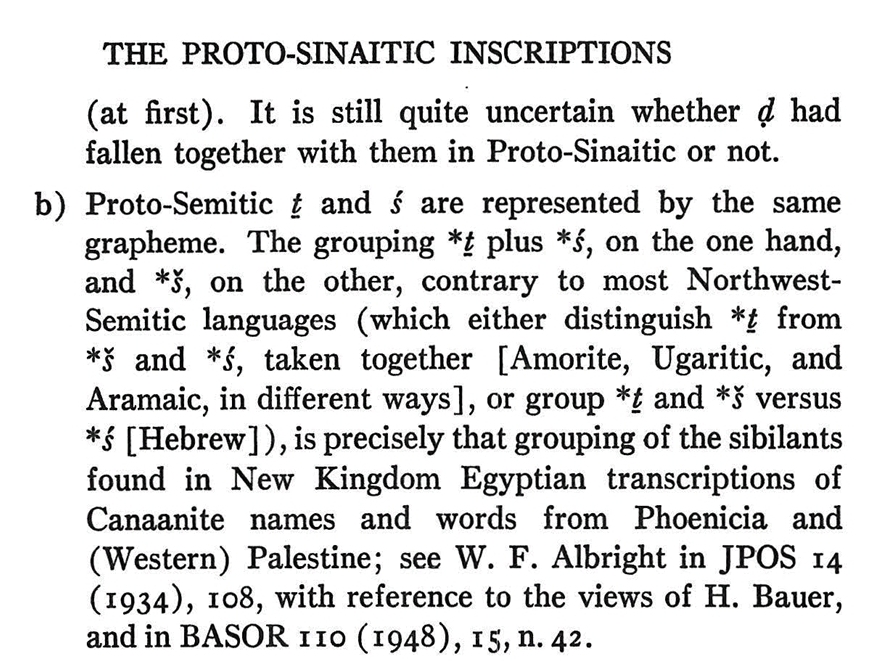 THE PROTO-SINAITIC INSCRIPTIONS
(at first). It is still quite uncertain whether ḍ had
fallen together with them in Proto-Sinaitic or not.
b) Proto-Semitic ṯ and ś are represented by the same
grapheme. The grouping *ṯ plus *ś, on the one hand,
and *š, on the other, contrary to most Northwest-
Semitic languages (which either distinguish *ṯ from
*š and *ś, taken together [Amorite, Ugaritic, and
Aramaic, in different ways], or group *ṯ and *š versus
*ś [Hebrew]), is precisely that grouping of the sibilants
found in New Kingdom Egyptian transcriptions of
Canaanite names and words from Phoenicia and
(Western) Palestine; see W. F. Albright in JPOS 14
(1934), 108, with reference to the views of H. Bauer,
and in BASOR 110 (1948), 15, n. 42.